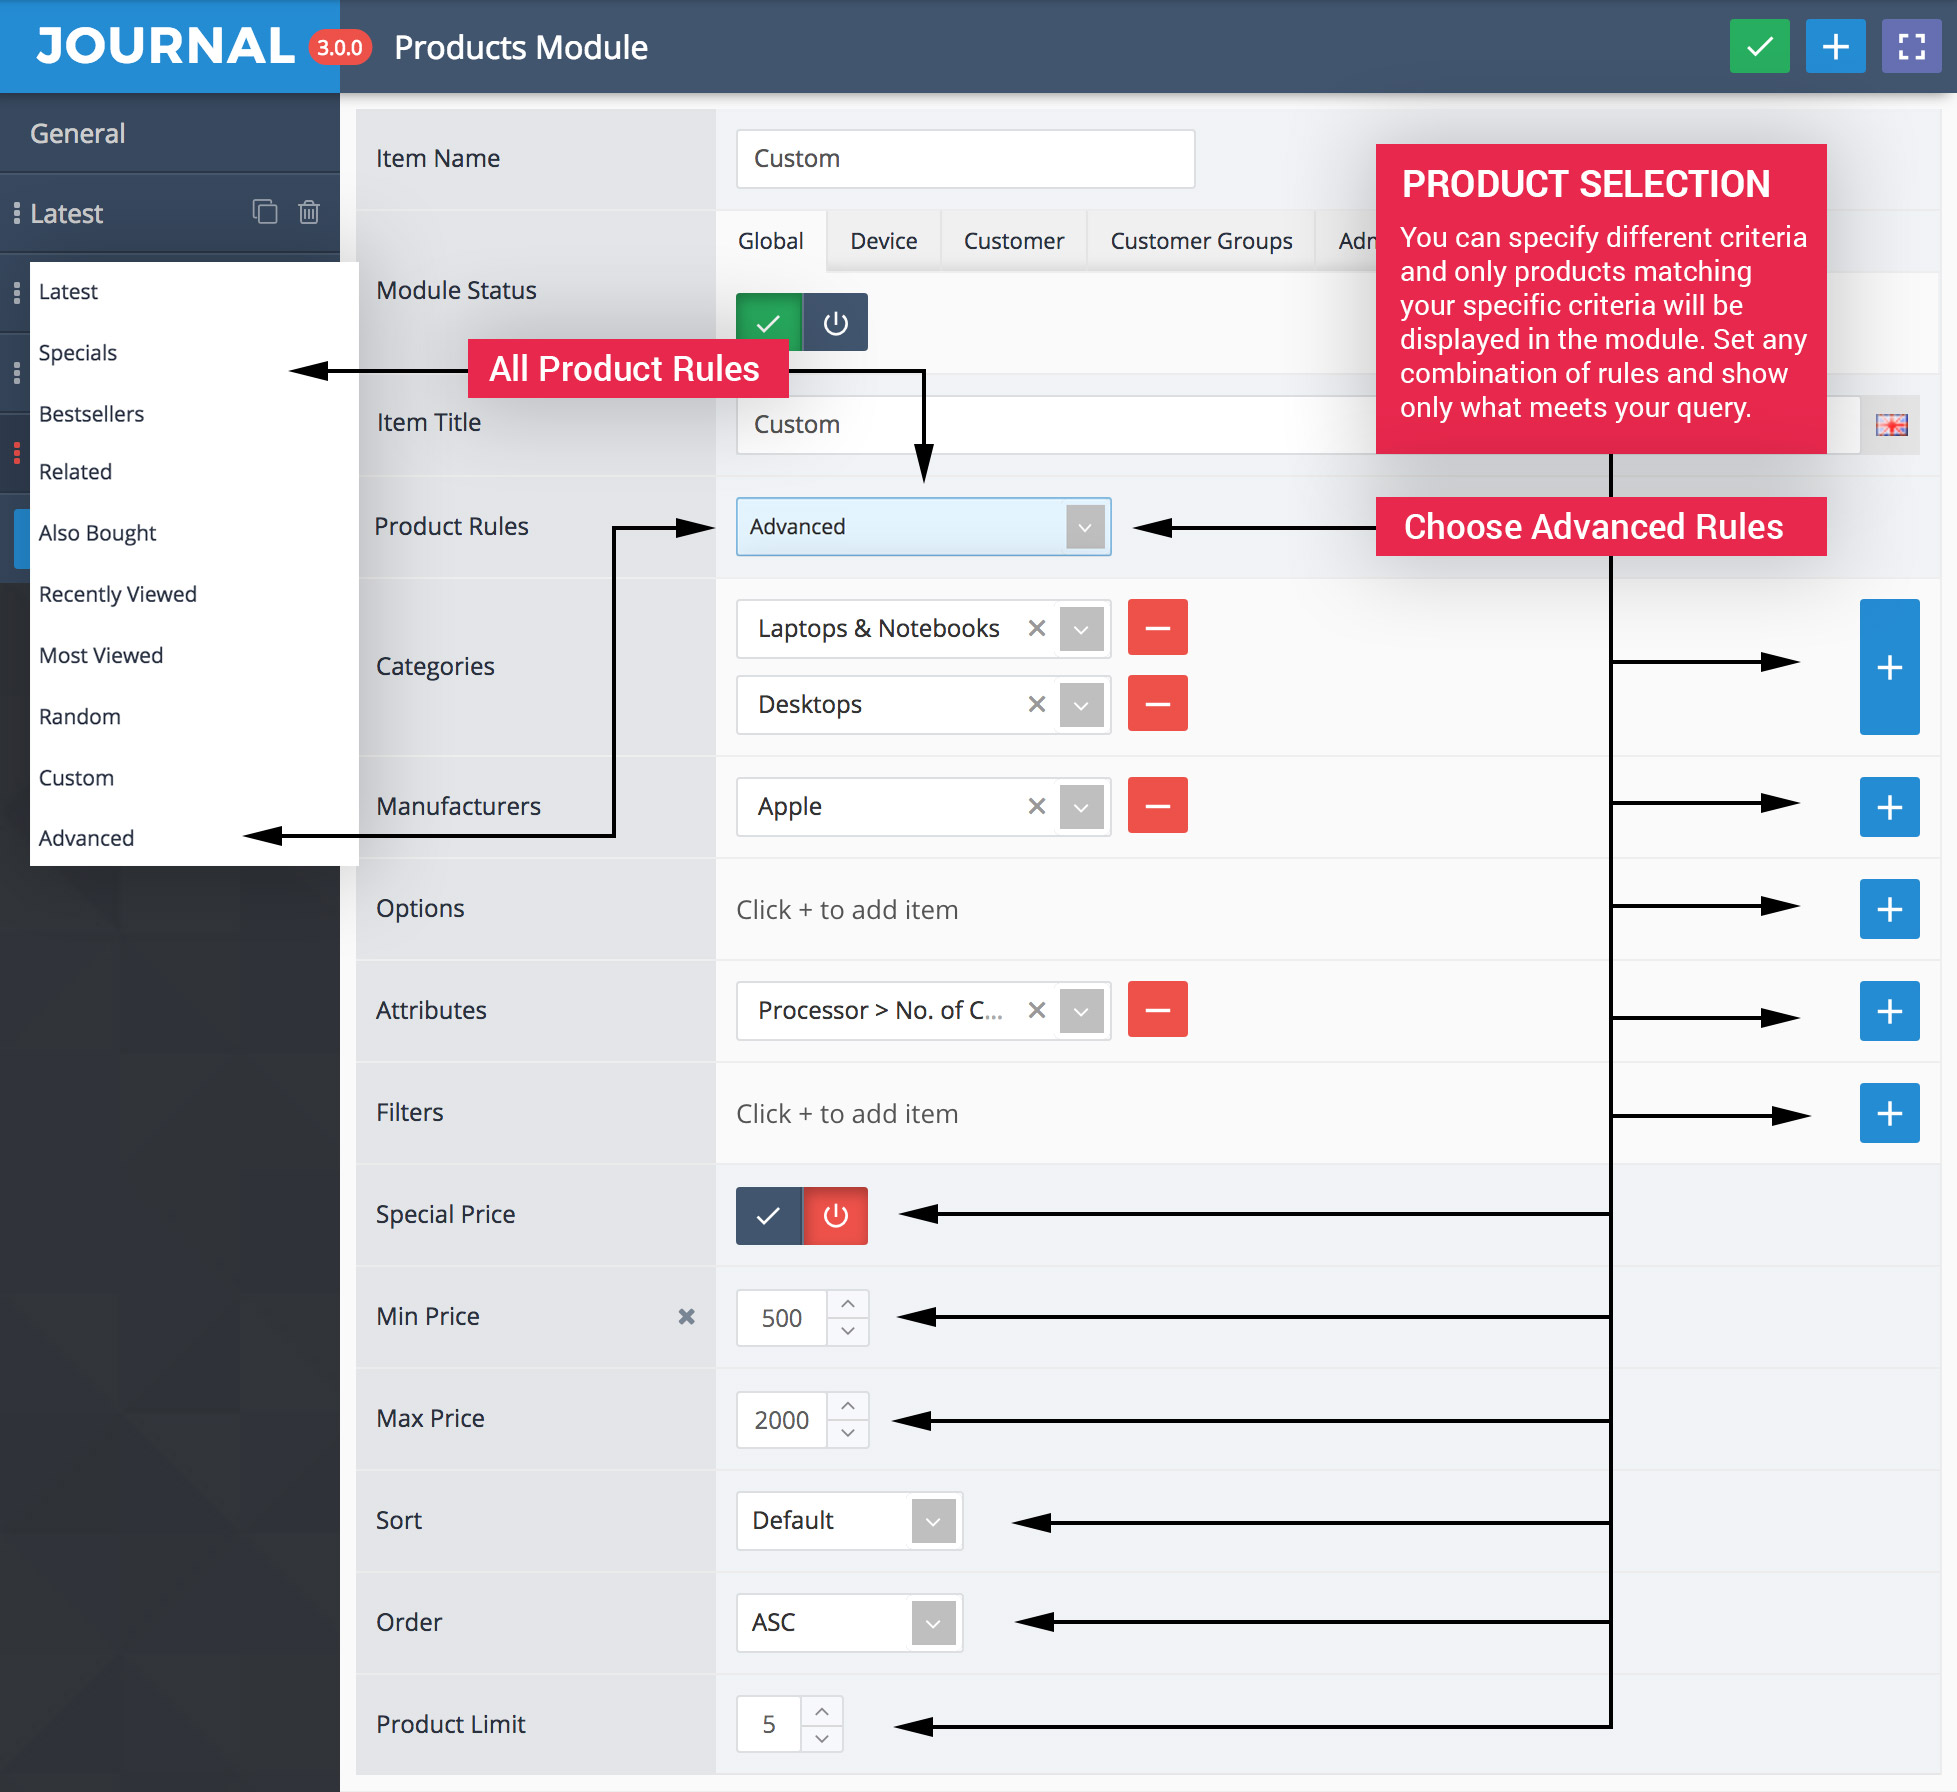 JOURNAL 3.0.0 Products Module
General
Latest
Latest
Specials
Bestsellers
Related
Also Bought
Recently Viewed
Most Viewed
Random
Custom
Advanced
Item Name
Custom
Module Status
Global Device Customer Customer Groups
All Product Rules
PRODUCT SELECTION
You can specify different criteria
and only products matching
your specific criteria will be
displayed in the module. Set any
combination of rules and show
only what meets your query.
Item Title
Custom
Product Rules
Advanced
Choose Advanced Rules
Categories
Laptops & Notebooks
Desktops
Manufacturers
Apple
Options
Click + to add item
Attributes
Processor > No. of C...
Filters
Click + to add item
Special Price
Min Price
500
Max Price
2000
Sort
Default
Order
ASC
Product Limit
5